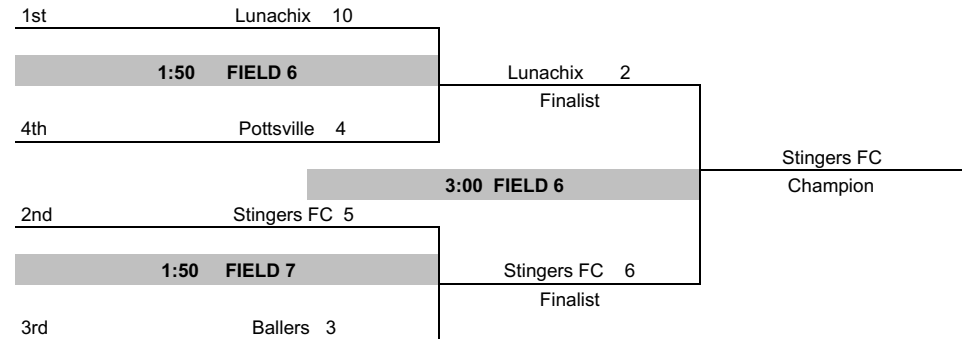 1st Lunachix 10
1:50 FIELD 6
Lunachix 2
Finalist
4th Pottsville 4
Stingers FC
3:00 FIELD 6
Champion
2nd Stingers FC 5
1:50 FIELD 7
Stingers FC 6
Finalist
3rd Ballers 3